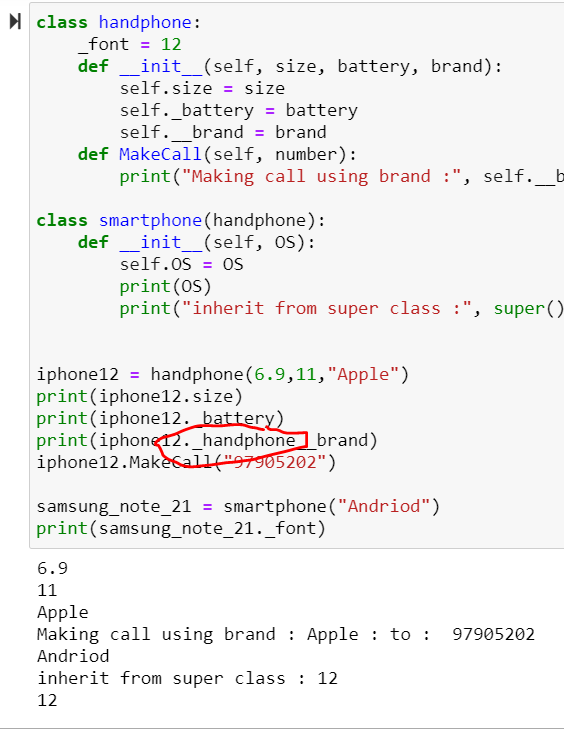 class handphone:
    _font = 12
    def __init__(self, size, battery, brand):
        self.size = size
        self._battery = battery
        self.__brand = brand
    def MakeCall(self, number):
        print("Making call using brand :", self.__b
class smartphone(handphone):
    def __init__(self, OS):
        self.OS = OS
        print(OS)
        print("inherit from super class :", super()
iphone12 = handphone(6.9,11,"Apple")
print(iphone12.size)
print(iphone12._battery)
print(iphone12._handphone__brand)
iphone12.MakeCall("97905202")
samsung_note_21 = smartphone("Andriod")
print(samsung_note_21._font)
6.9
11
Apple
Making call using brand : Apple : to :  97905202
Andriod
inherit from super class : 12
12